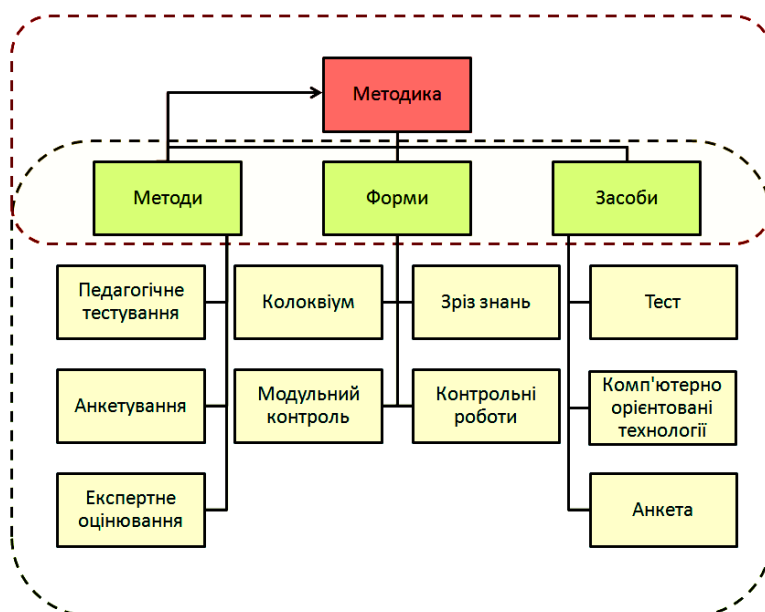 Методика
Методи
Форми
Засоби
Педагогічне
тестування
Колоквіум
Зріз знань
Тест
Анкетування
Модульний
контроль
Контрольні
роботи
Комп'ютерно
орієнтовані
технології
Експертне
оцінювання
Анкета